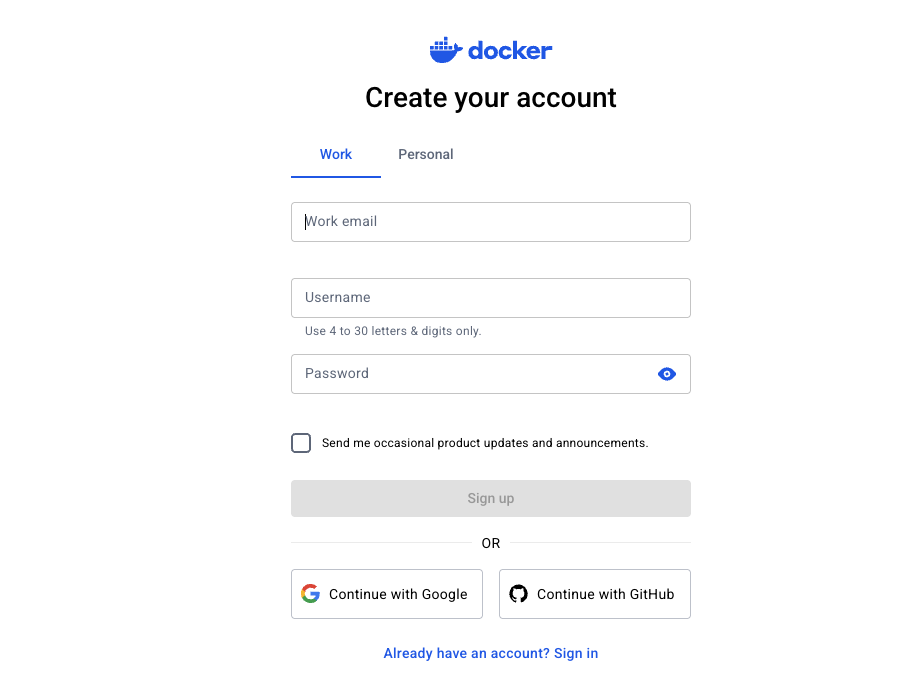 docker
Create your account
Work Personal
Work email
Username
Use 4 to 30 letters & digits only.
Password
Send me occasional product updates and announcements.
Sign up
OR
Continue with Google Continue with GitHub
Already have an account? Sign in